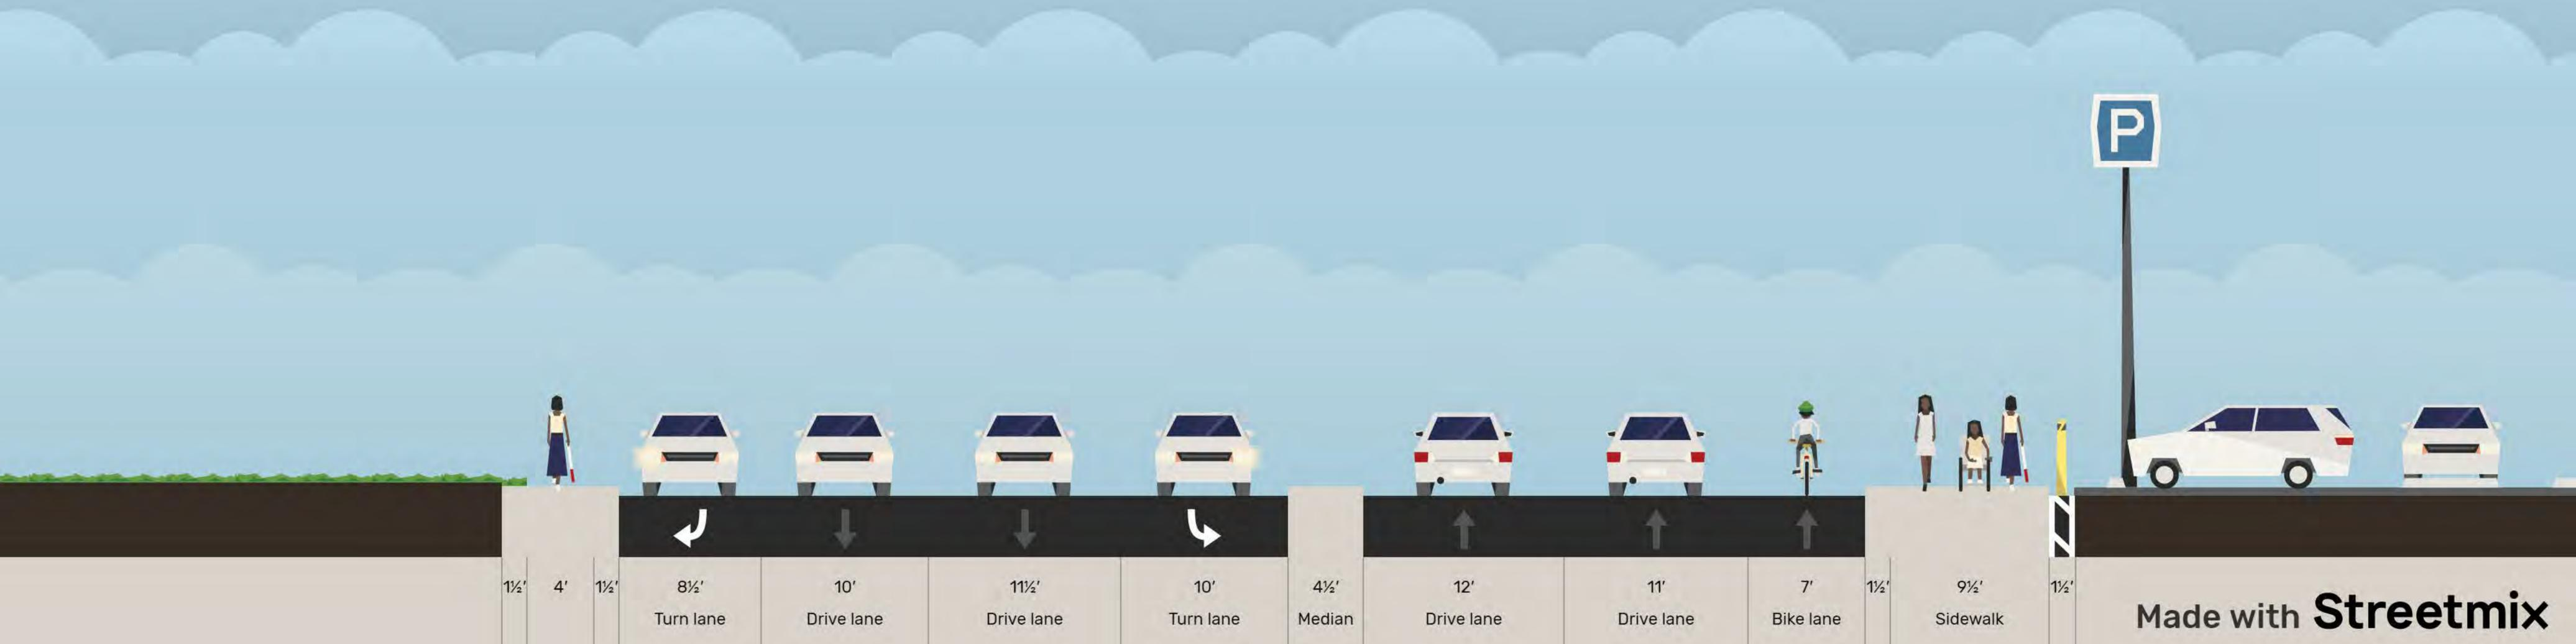 P
1½' 4' 1½' 8½' 10' 11½' 10' 4½' 12' 11' 7' 1½' 9½' 1½'
Turn lane Drive lane Drive lane Turn lane Median Drive lane Drive lane Bike lane Sidewalk
Made with Streetmix